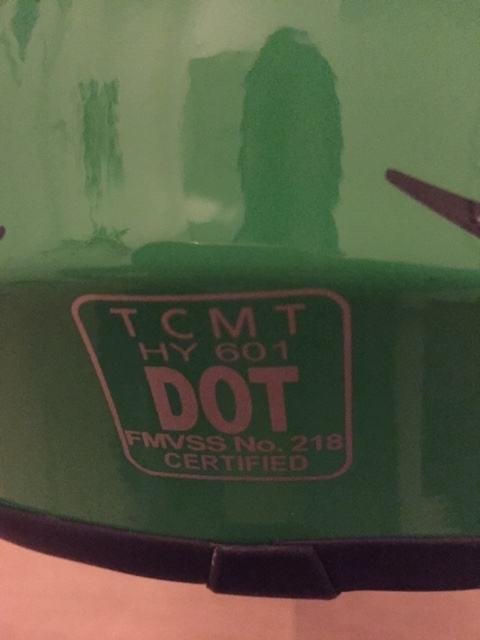 TCMT
HY 601
DOT
FMVSS No. 218
CERTIFIED